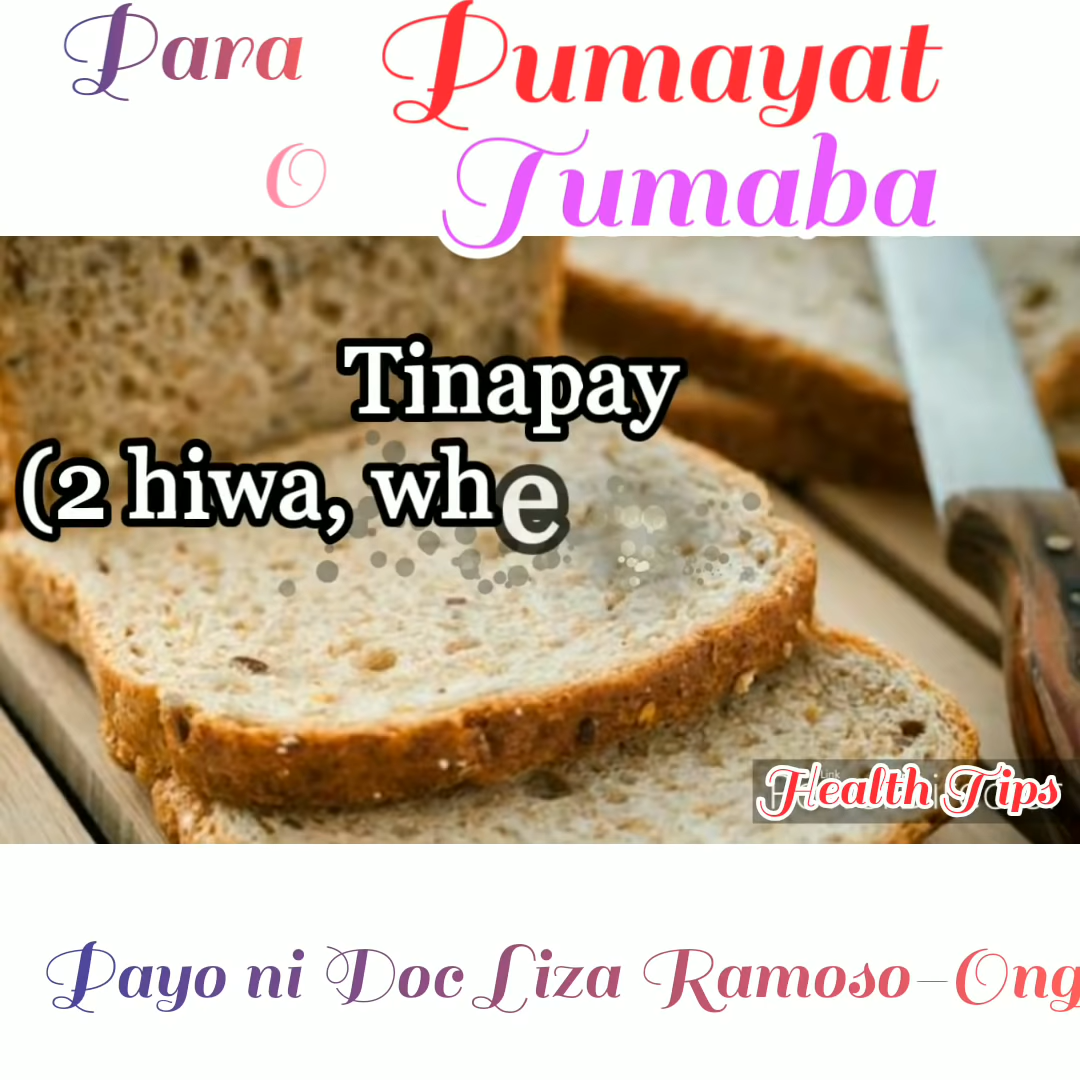 Para Pumayat
O Tumaba
Tinapay
(2 hiwa, whe
Health Tips
Payo ni Doc Liza Ramoso-Ong